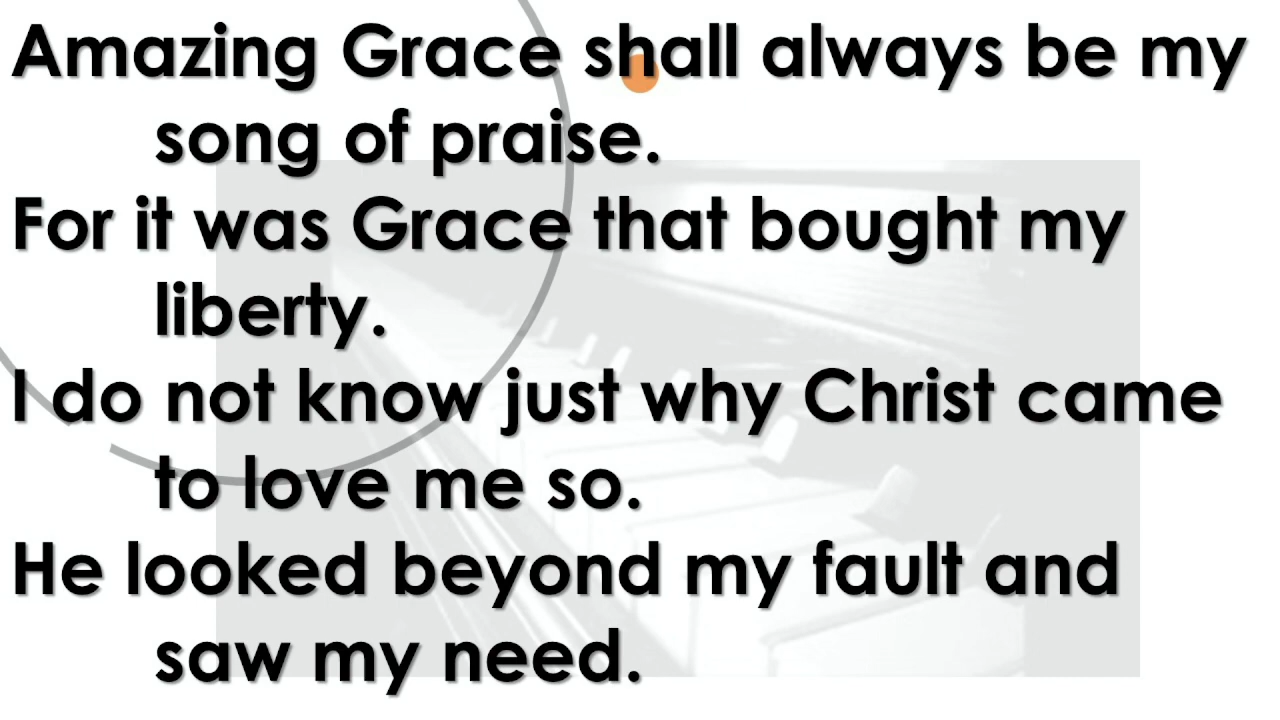 Amazing Grace shall always be my
song of praise.
For it was Grace that bought my
liberty.
I do not know just why Christ came
to love me so.
He looked beyond my fault and
saw my need.